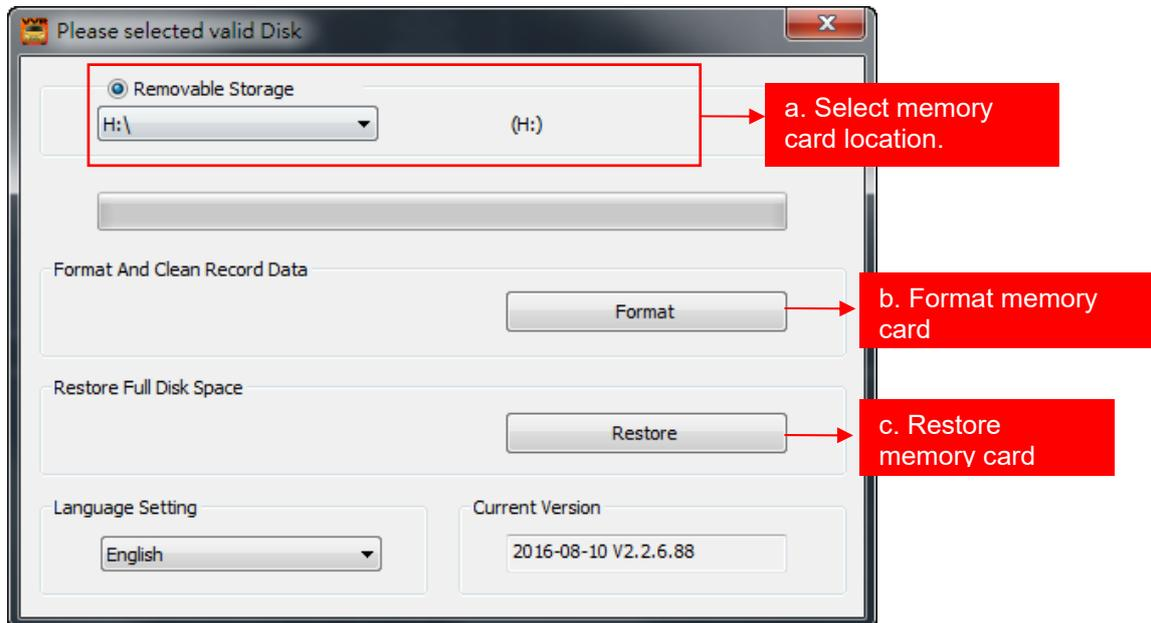 Please selected valid Disk
X
Removable Storage
H:\
(H:)
a. Select memory
card location.
Format And Clean Record Data
Format
b. Format memory
card
Restore Full Disk Space
Restore
c. Restore
memory card
Language Setting
Current Version
English
2016-08-10 V2.2.6.88